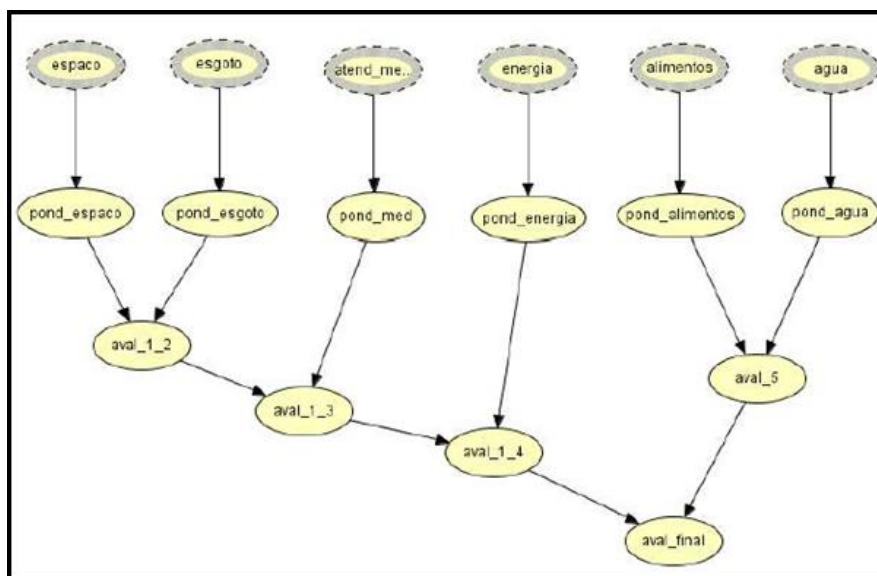 espaco
esgoto
atend_me...
energia
alimentos
agua
pond_espaco
pond_esgoto
pond_med
pond_energia
pond_alimentos
pond_agua
aval_1_2
aval_5
aval_1_3
aval_1_4
aval_final